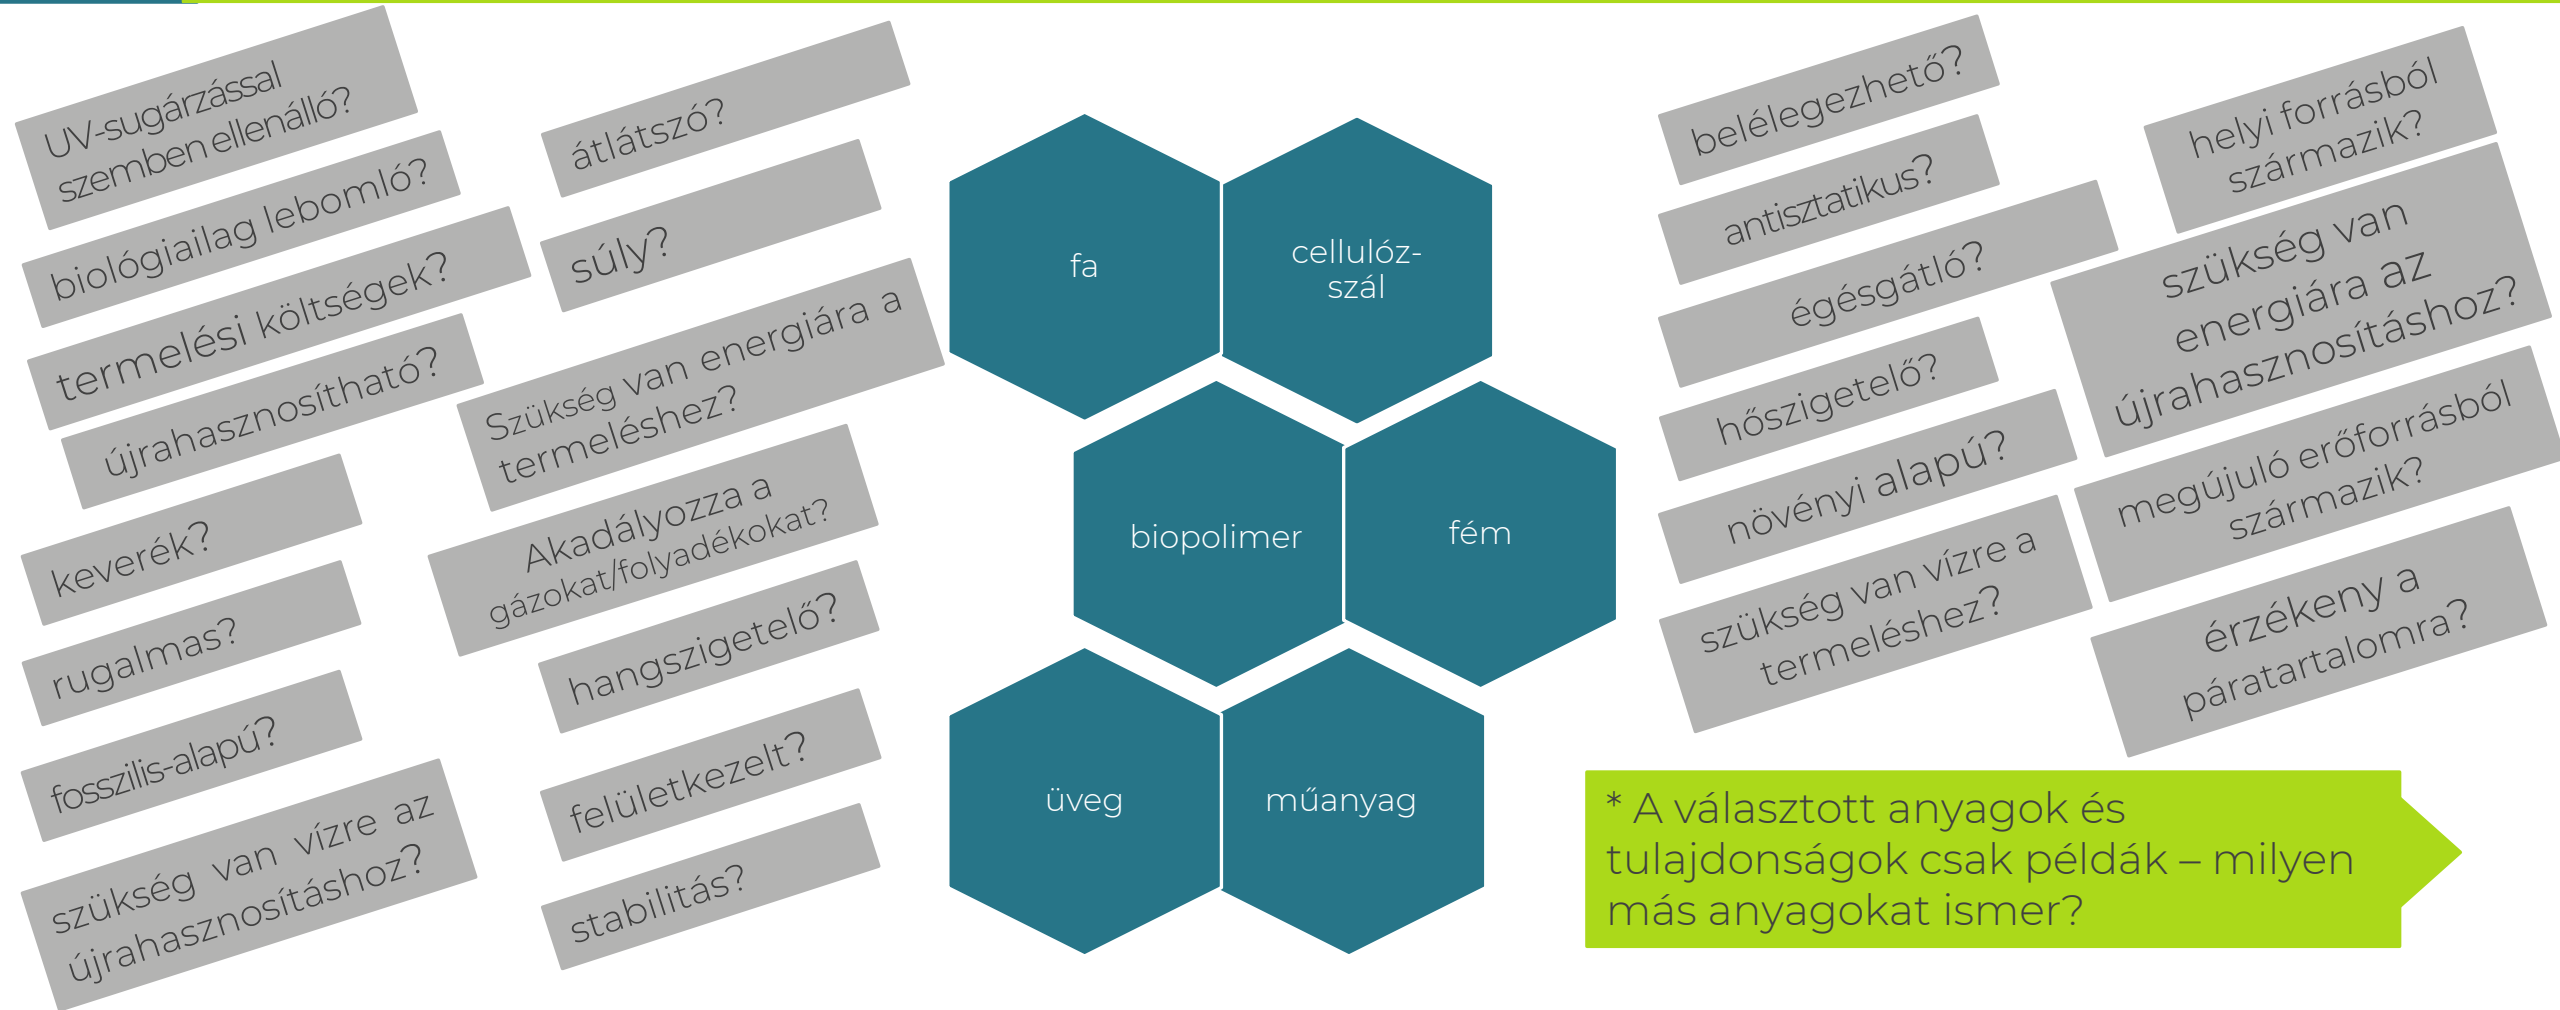 UV-sugárzással
szemben ellenálló?
biológiailag lebomló?
termelési költségek?
újrahasznosítható?
keverék?
rugalmas?
fosszilis-alapú?
szükség van vízre az
újrahasznosításhoz?
átlátszó?
súly?
Szükség van energiára a
termeléshez?
Akadályozza a
gázokat/folyadékokat?
hangszigetelő?
felületkezelt?
stabilitás?
fa
cellulóz-
szál
biopolimer
fém
üveg
műanyag
belélegezhető?
antisztatikus?
égésgátló?
hőszigetelő?
növényi alapú?
szükség van vízre a
termeléshez?
helyi forrásból
származik?
szükség van
energiára az
újrahasznosításhoz?
megújuló erőforrásból
származik?
érzékeny a
páratartalomra?
* A választott anyagok és
tulajdonságok csak példák – milyen
más anyagokat ismer?